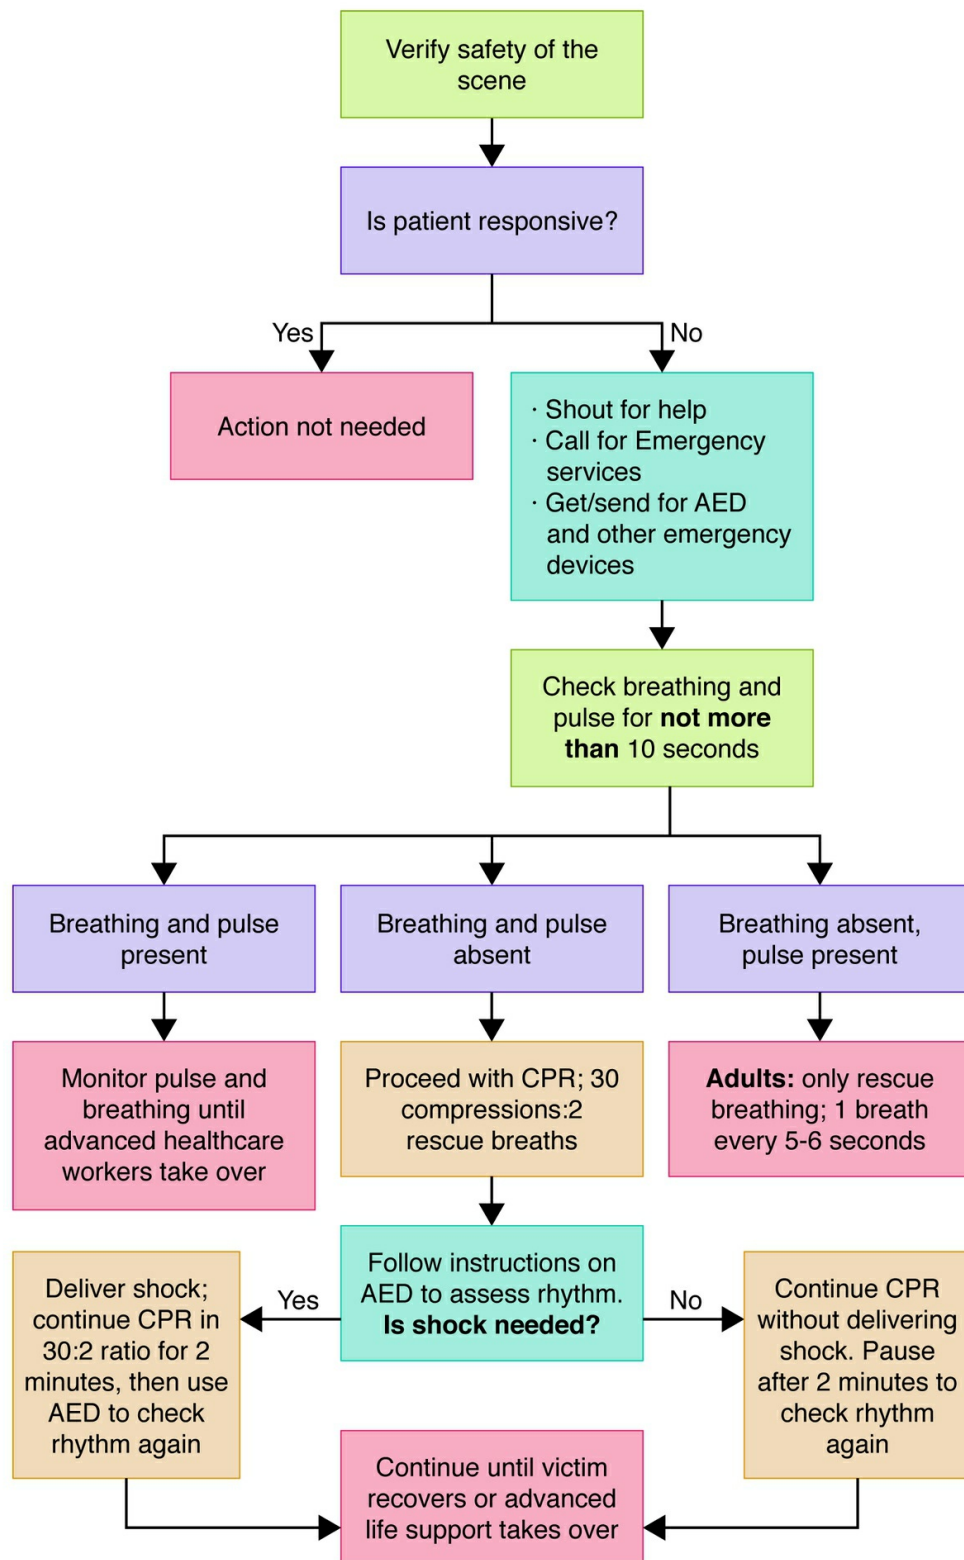 Verify safety of the
scene
Is patient responsive?
Yes
No
Action not needed
· Shout for help
· Call for Emergency
services
· Get/send for AED
and other emergency
devices
Check breathing and
pulse for not more
than 10 seconds
Breathing and pulse
present
Breathing and pulse
absent
Breathing absent,
pulse present
Monitor pulse and
breathing until
advanced healthcare
workers take over
Proceed with CPR; 30
compressions:2
rescue breaths
Adults: only rescue
breathing; 1 breath
every 5-6 seconds
Follow instructions on
AED to assess rhythm.
Is shock needed?
Yes
No
Deliver shock;
continue CPR in
30:2 ratio for 2
minutes, then use
AED to check
rhythm again
Continue CPR
without delivering
shock. Pause
after 2 minutes to
check rhythm
again
Continue until victim
recovers or advanced
life support takes over